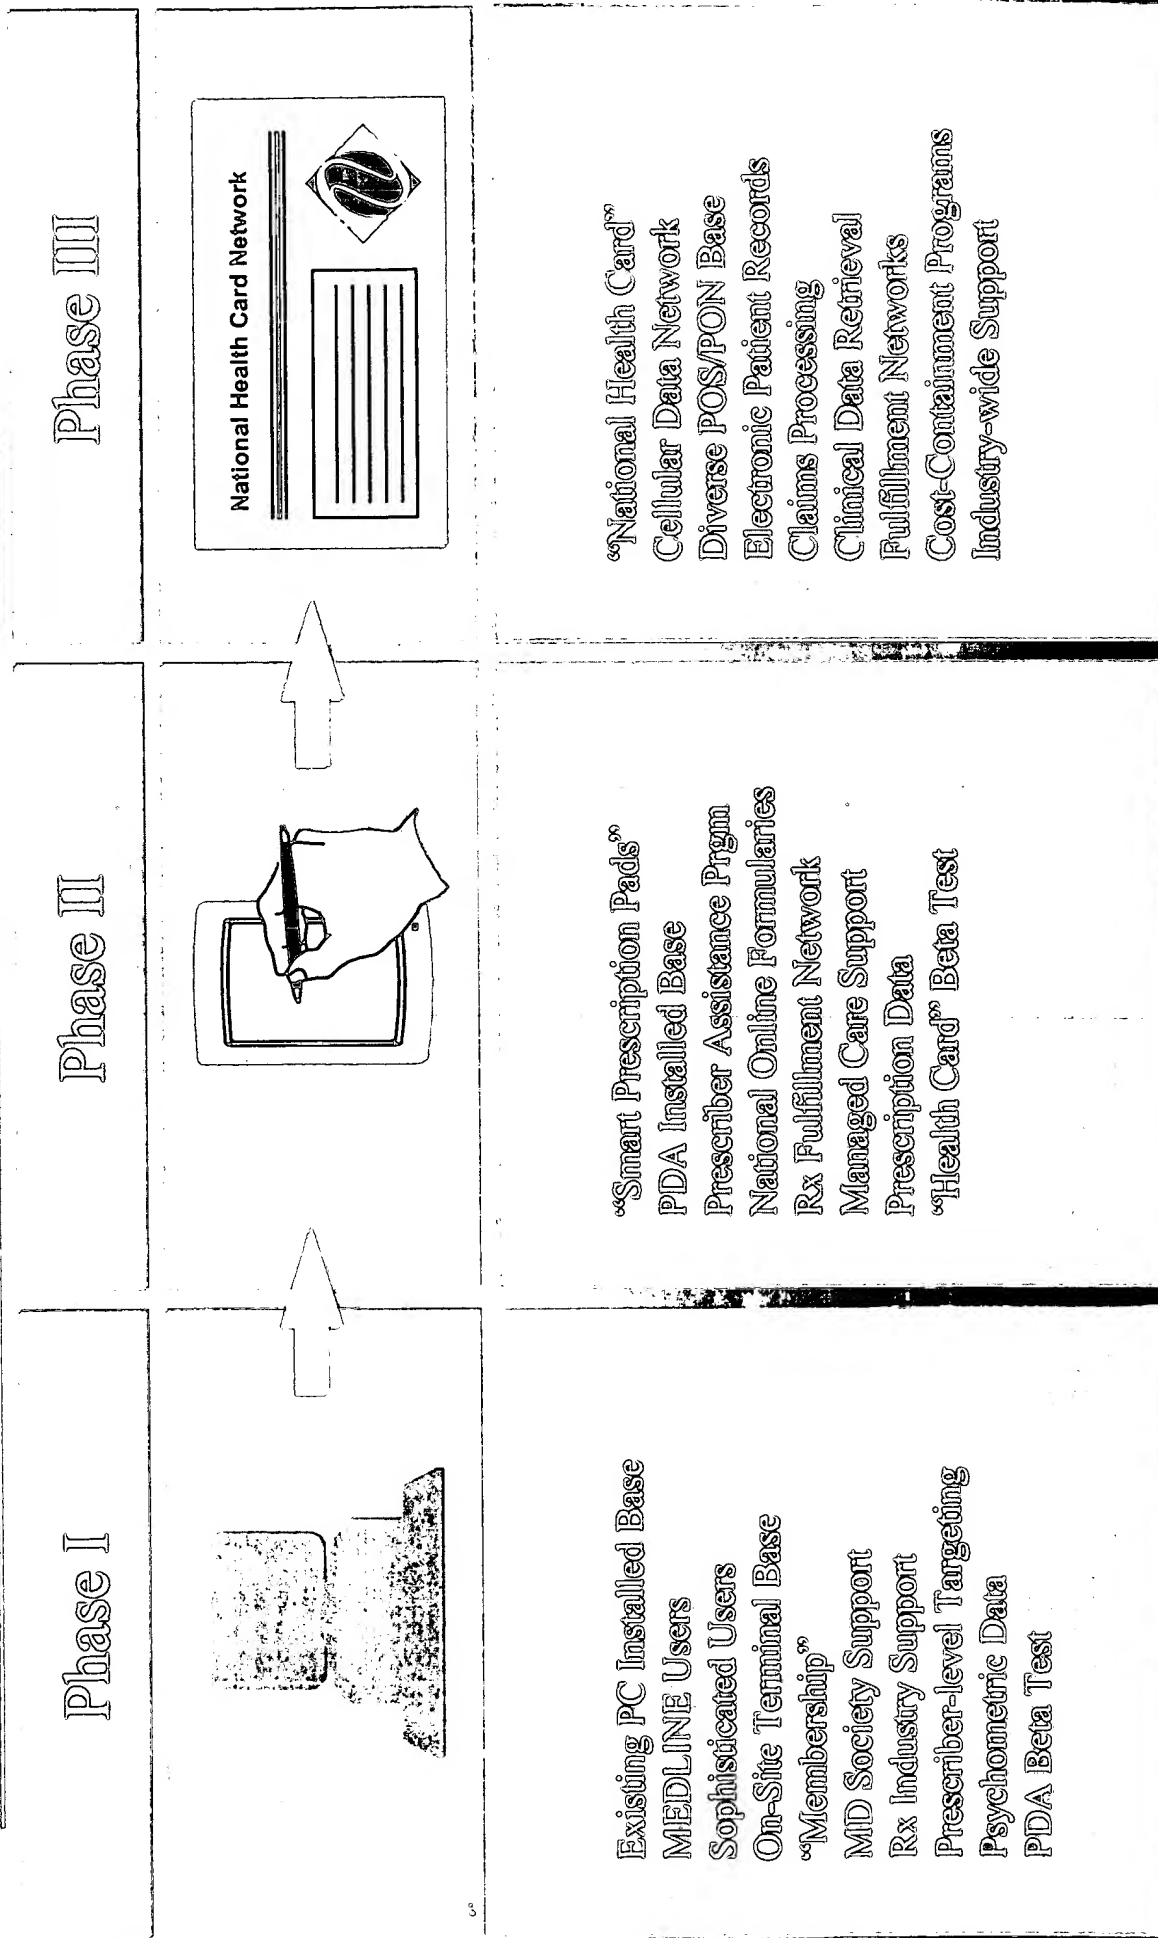 Phase I
Existing PC Installed Base
MEDLINE Users
Sophisticated Users
On-Site Terminal Base
“Membership”
MD Society Support
Rx Industry Support
Prescriber-level Targeting
Psychometric Data
PDA Beta Test
Phase II
“Smart Prescription Pads”
PDA Installed Base
Prescriber Assistance Prgm
National Online Formularies
Rx Fulfillment Network
Managed Care Support
Prescription Data
“Health Card” Beta Test
Phase III
National Health Card Network
“National Health Card”
Cellular Data Network
Diverse POS/PON Base
Electronic Patient Records
Claims Processing
Clinical Data Retrieval
Fulfillment Networks
Cost-Containment Programs
Industry-wide Support